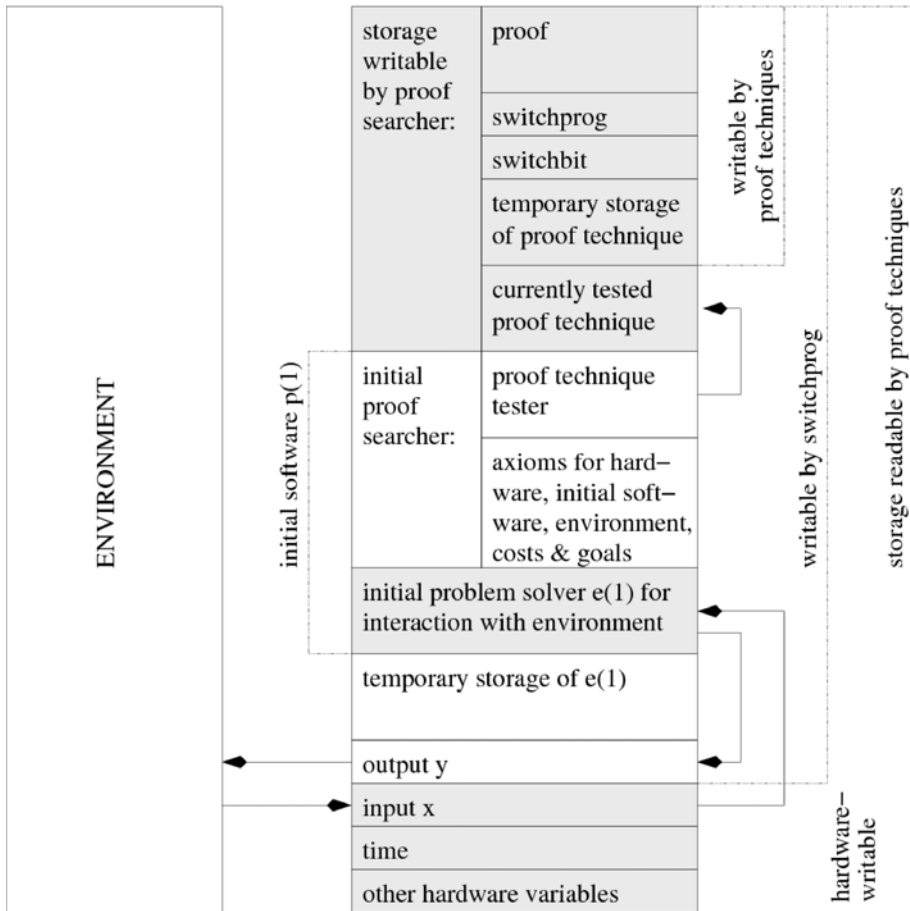 ENVIRONMENT
initial software p(1)
storage
writable
by proof
searcher:
proof
switchprog
switchbit
temporary storage
of proof technique
currently tested
proof technique
initial
proof
searcher:
proof technique
tester
axioms for hard–
ware, initial soft–
ware, environment,
costs & goals
initial problem solver e(1) for
interaction with environment
temporary storage of e(1)
output y
input x
time
other hardware variables
writable by
proof techniques
writable by switchprog
hardware–
writable
storage readable by proof techniques